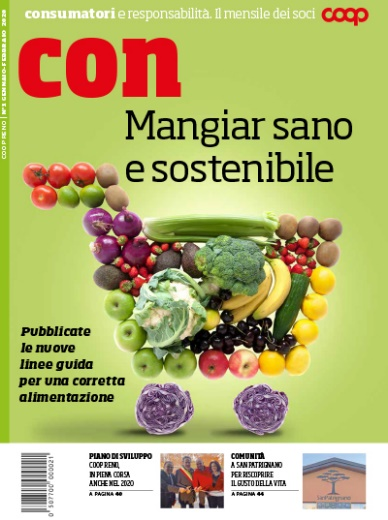 consumatori e responsabilità. Il mensile dei soci coop
COOP RENO | N°1 GENNAIO-FEBBRAIO 2020
con
Mangiar sano
e sostenibile
Pubblicate
le nuove
linee guida
per una corretta
alimentazione
PIANO DI SVILUPPO
COOP RENO,
IN PIENA CORSA
ANCHE NEL 2020
A PAGINA 40
COMUNITÀ
A SAN PATRIGNANO
PER RISCOPRIRE
IL GUSTO DELLA VITA
A PAGINA 44
SanPatrignano